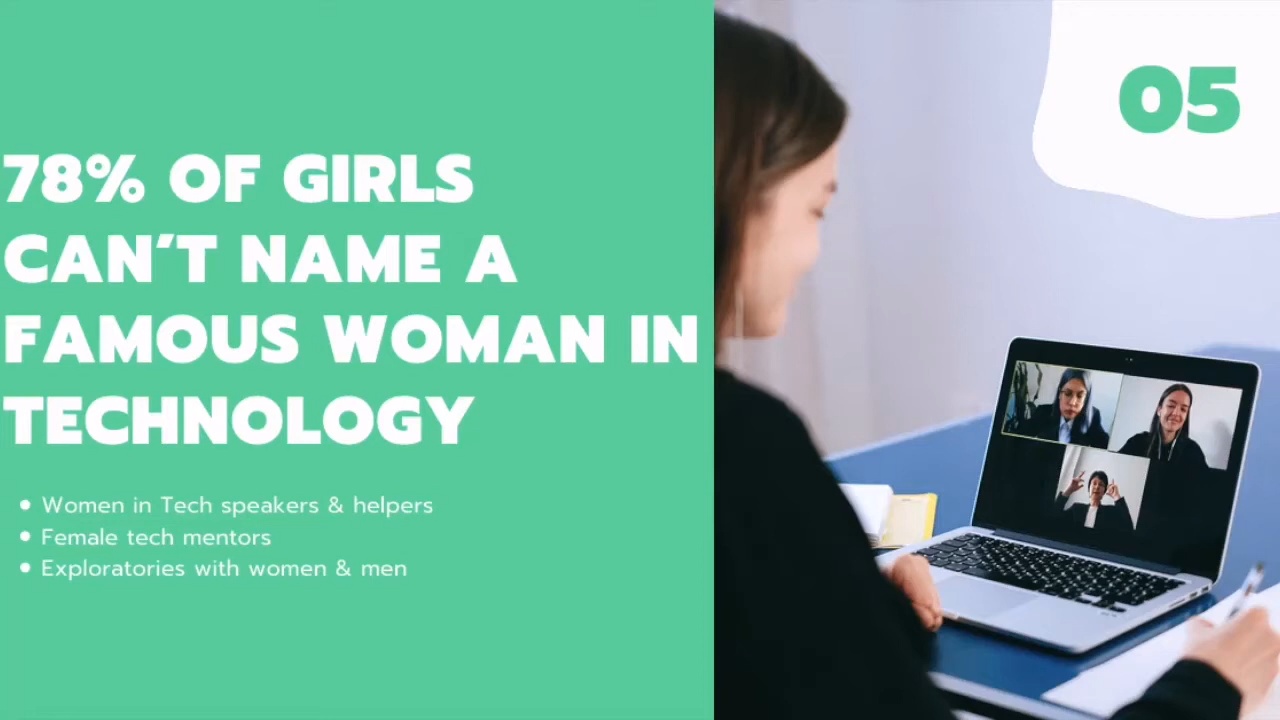 78% OF GIRLS
CAN'T NAME A
FAMOUS WOMAN IN
TECHNOLOGY
• Women in Tech speakers & helpers
• Female tech mentors
• Exploratories with women & men
05